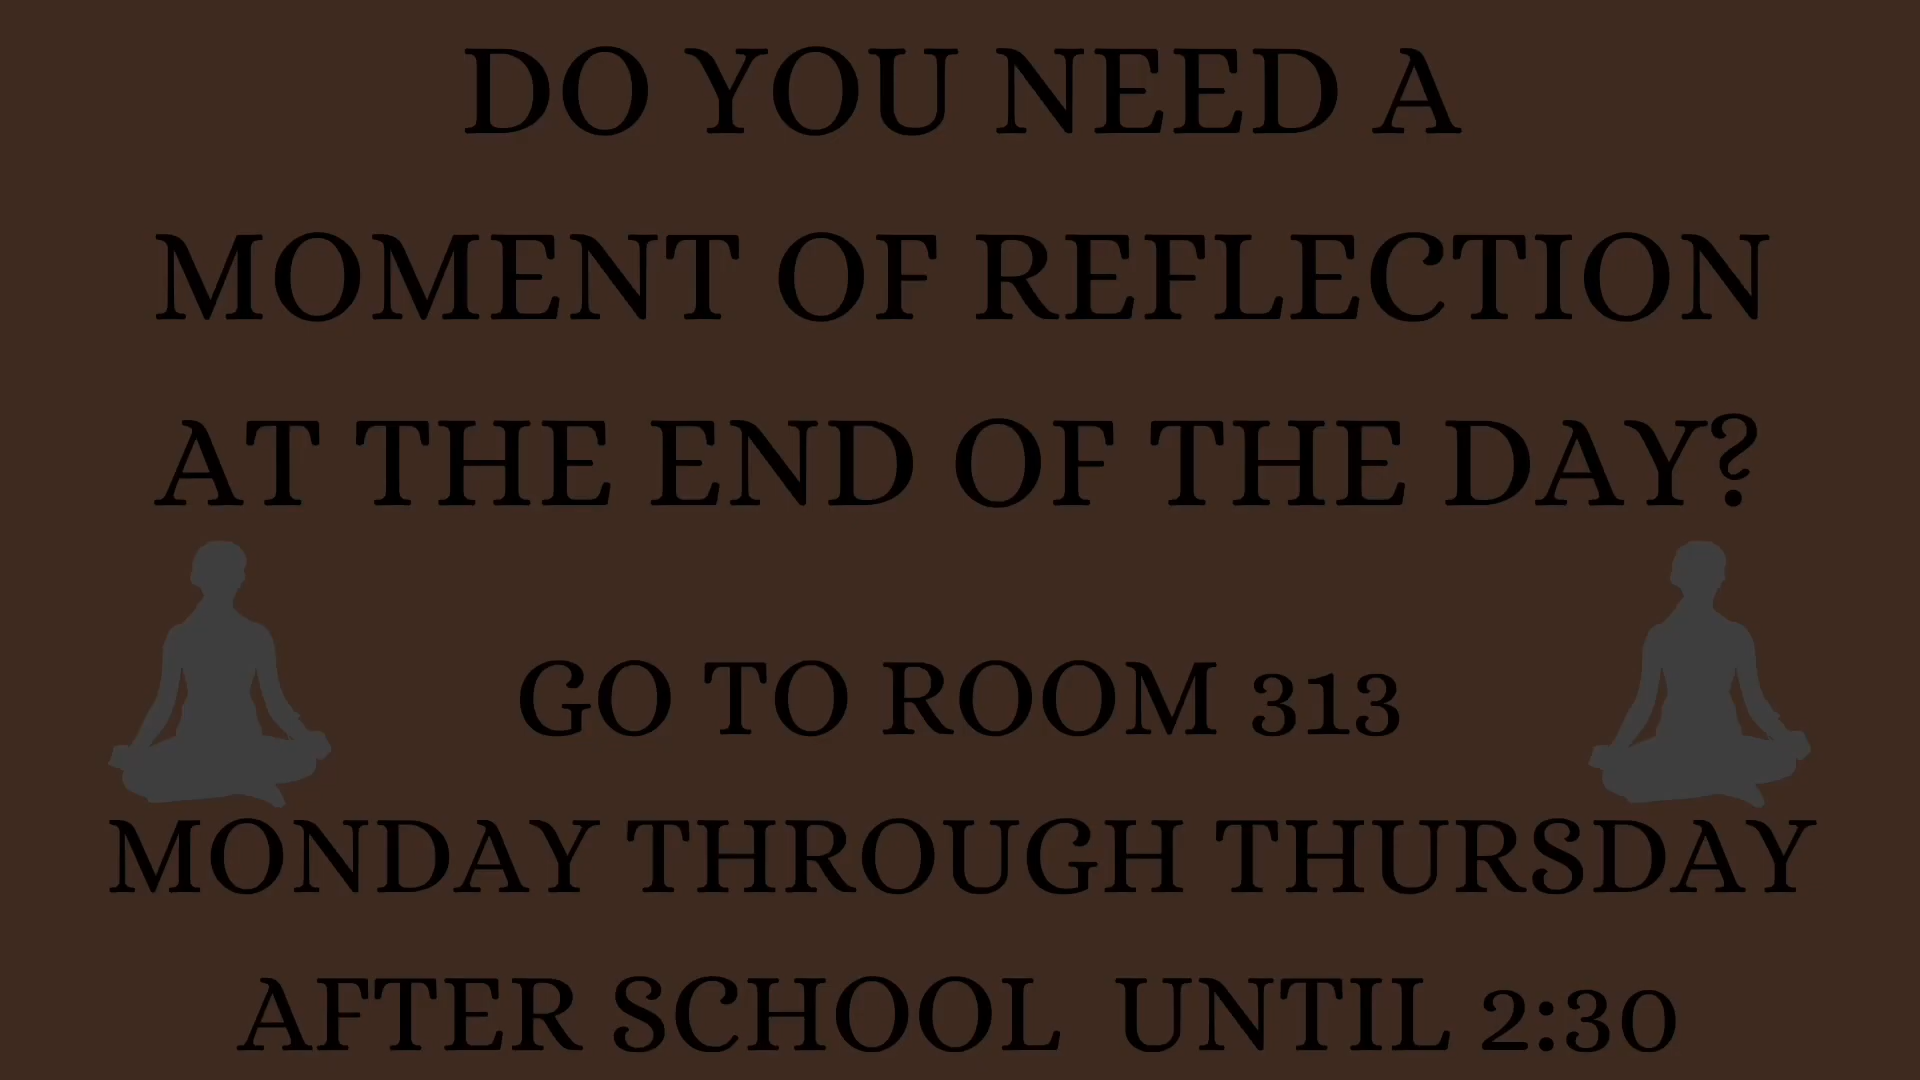 DO YOU NEED A
MOMENT OF REFLECTION
AT THE END OF THE DAY?
GO TO ROOM 313
MONDAY THROUGH THURSDAY
AFTER SCHOOL UNTIL 2:30